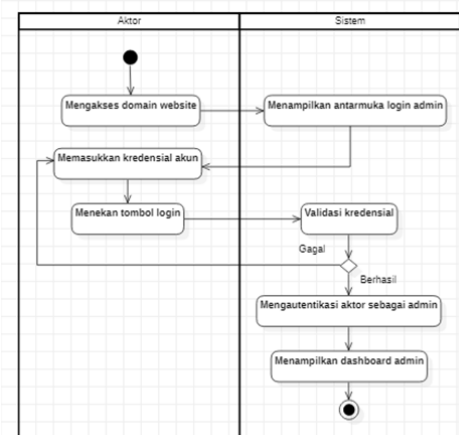 Aktor
Sistem
Mengakses domain website
Menampilkan antarmuka login admin
Memasukkan kredensial akun
Menekan tombol login
Validasi kredensial
Gagal
Berhasil
Mengautentikasi aktor sebagai admin
Menampilkan dashboard admin